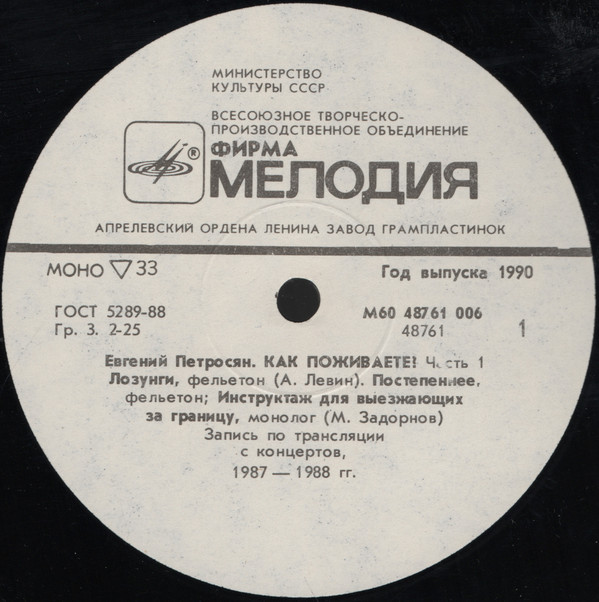 МИНИСТЕРСТВО
КУЛЬТУРЫ СССР
ВСЕСОЮЗНОЕ ТВОРЧЕСКО-
ПРОИЗВОДСТВЕННОЕ ОБЪЕДИНЕНИЕ
®
ФИРМА
МЕЛОДИЯ
АПРЕЛЕВСКИЙ ОРДЕНА ЛЕНИНА ЗАВОД ГРАМПЛАСТИНОК
МОНО ▽ 33
Год выпуска 1990
ГОСТ 5289-88
М60 48761 006
Гр. 3. 2-25
48761
1
Евгений Петросян. КАК ПОЖИВАЕТЕ? Часть 1
Лозунги, фельетон (А. Левин). Постепеннее,
фельетон; Инструктаж для выезжающих
за границу, монолог (М. Задорнов)
Запись по трансляции
с концертов,
1987 — 1988 гг.